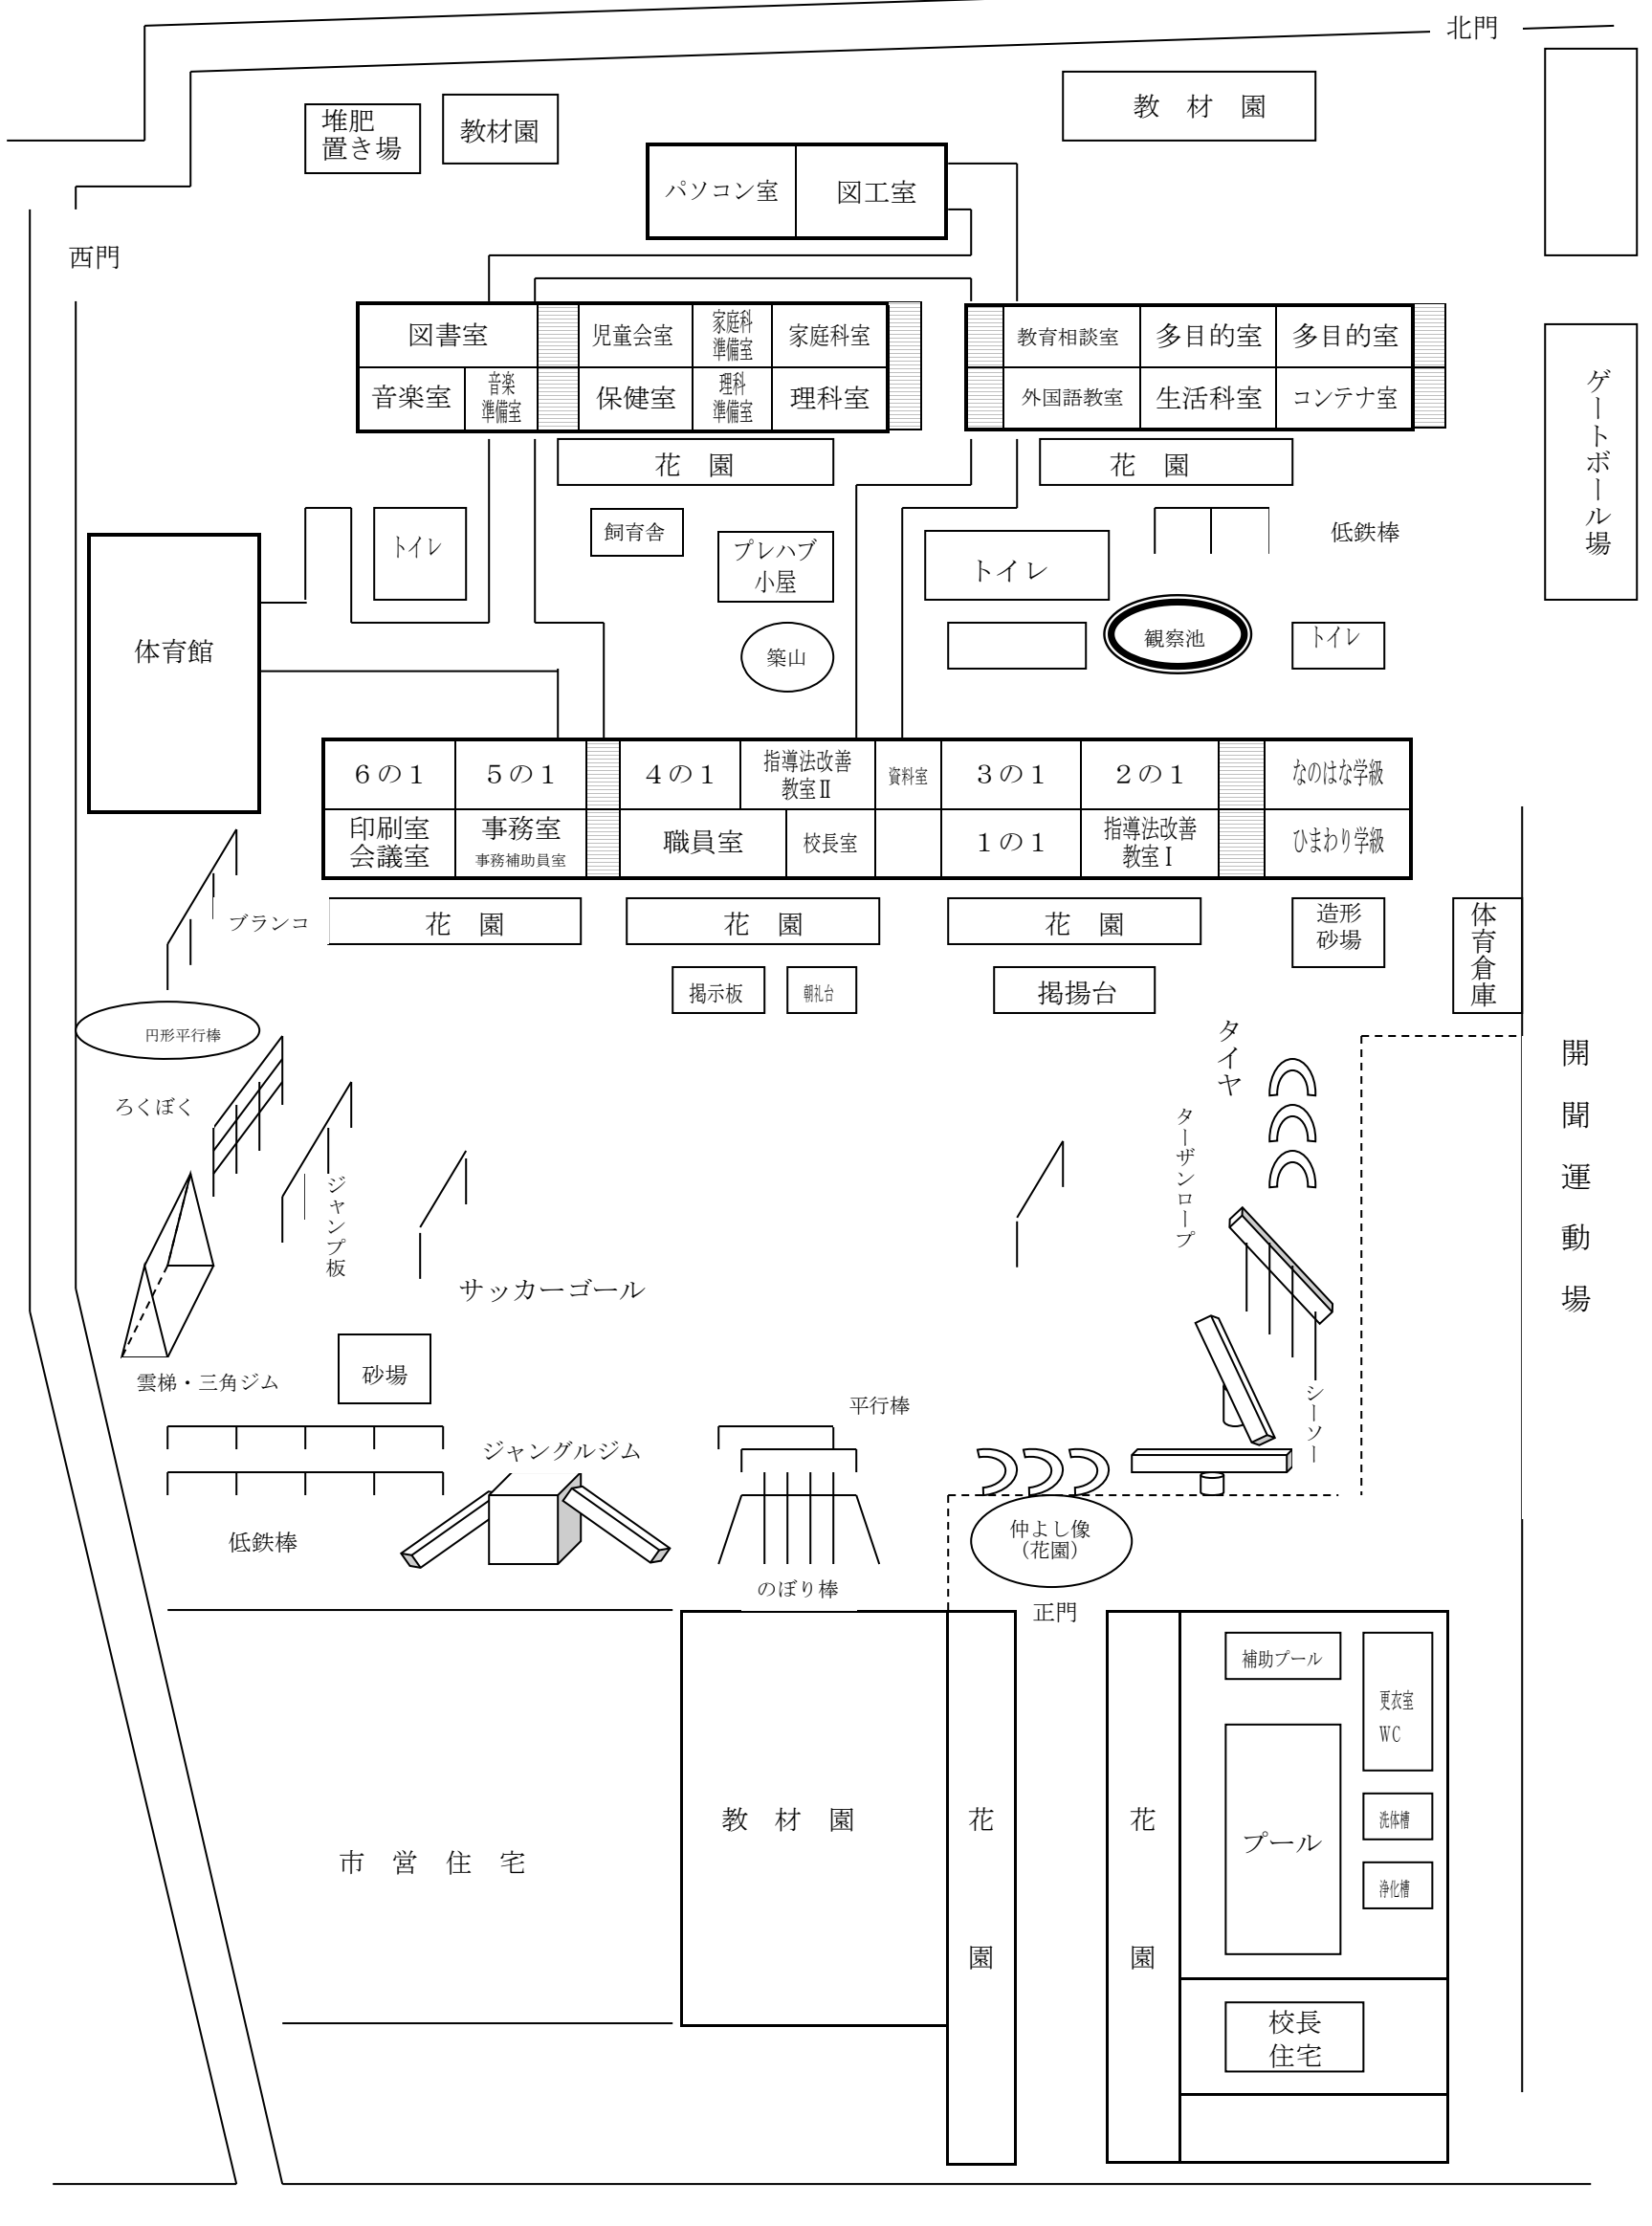 北門
堆肥
置き場
教材園
教　材　園
パソコン室
図工室
西門
図書室
児童会室
家庭科
準備室
家庭科室
音楽室
音楽
準備室
保健室
理科
準備室
理科室
教育相談室
多目的室
多目的室
外国語教室
生活科室
コンテナ室
ゲートボール場
花　園
花　園
トイレ
飼育舎
プレハブ
小屋
トイレ
低鉄棒
体育館
築山
観察池
トイレ
６の１
５の１
４の１
指導法改善
教室Ⅱ
資料室
３の１
２の１
なのはな学級
印刷室
会議室
事務室
事務補助員室
職員室
校長室
１の１
指導法改善
教室Ⅰ
ひまわり学級
ブランコ
花　園
花　園
花　園
造形
砂場
体育倉庫
掲示板
朝礼台
掲揚台
円形平行棒
タイヤ
開聞運動場
ろくぼく
ターザンロープ
ジャンプ板
サッカーゴール
雲梯・三角ジム
砂場
シーソー
平行棒
ジャングルジム
低鉄棒
仲よし像
（花園）
のぼり棒
正門
補助プール
更衣室
WC
教　材　園
花園
花園
プール
洗体槽
市　営　住　宅
浄化槽
校長
住宅